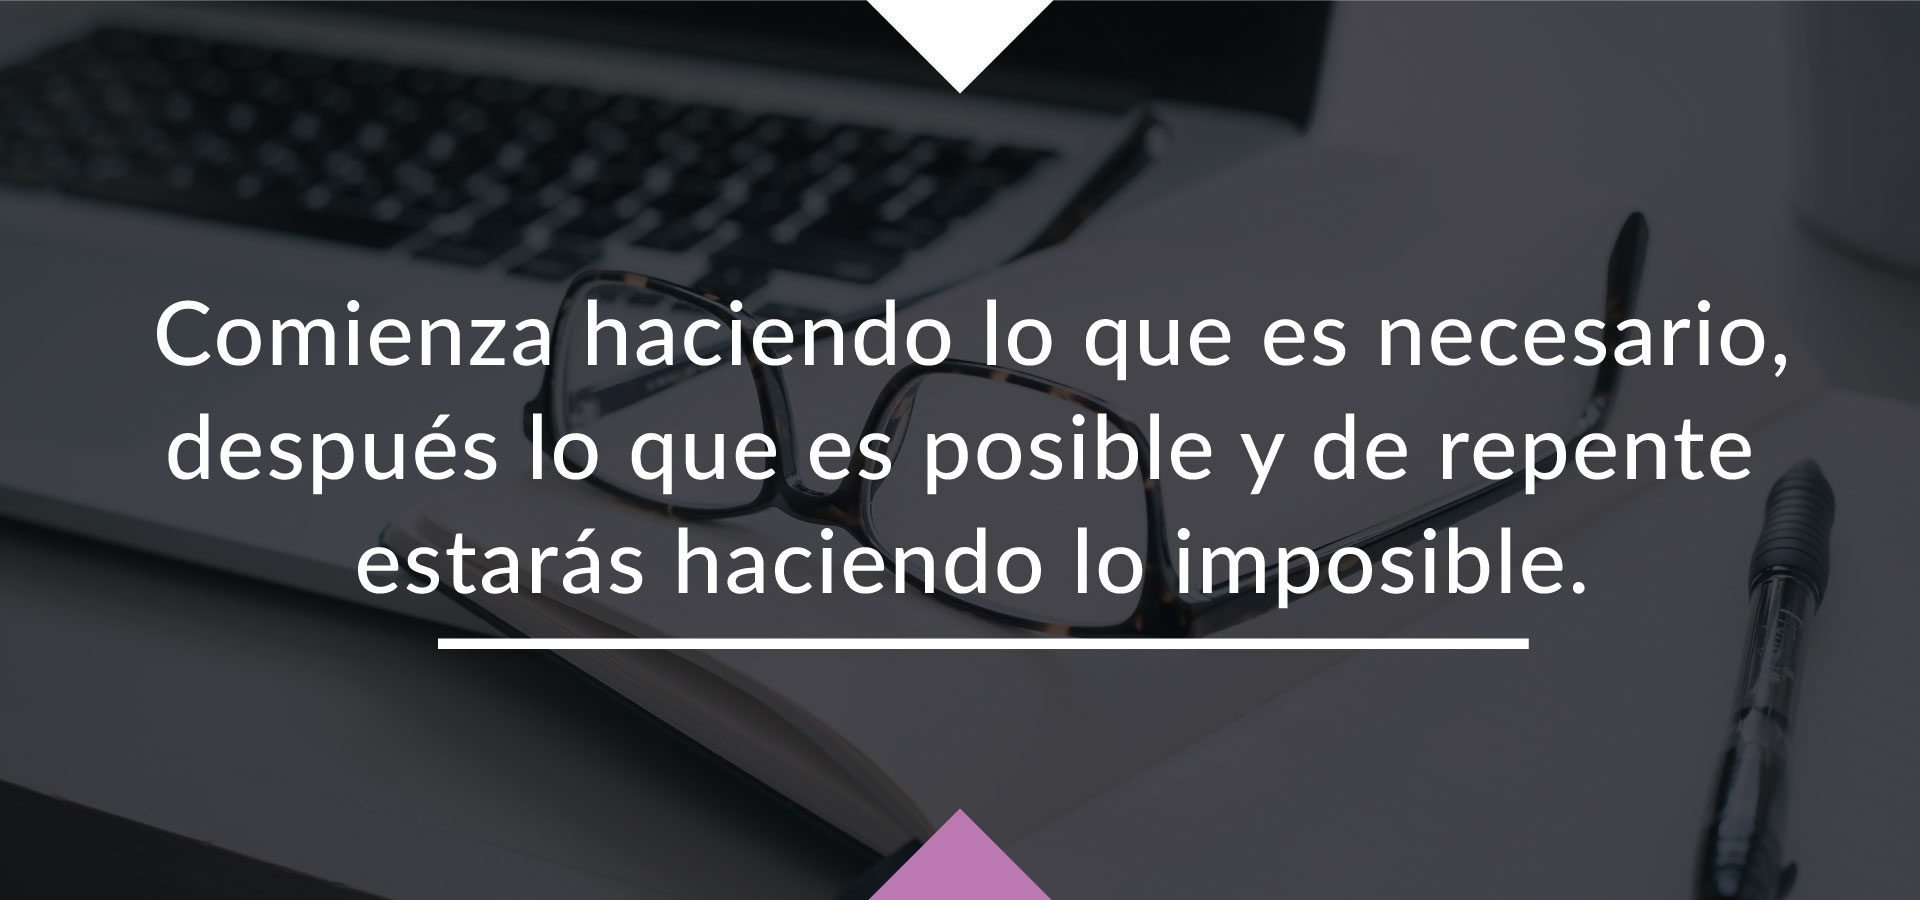 Comienza haciendo lo que es necesario,
después lo que es posible y de repente
estarás haciendo lo imposible.